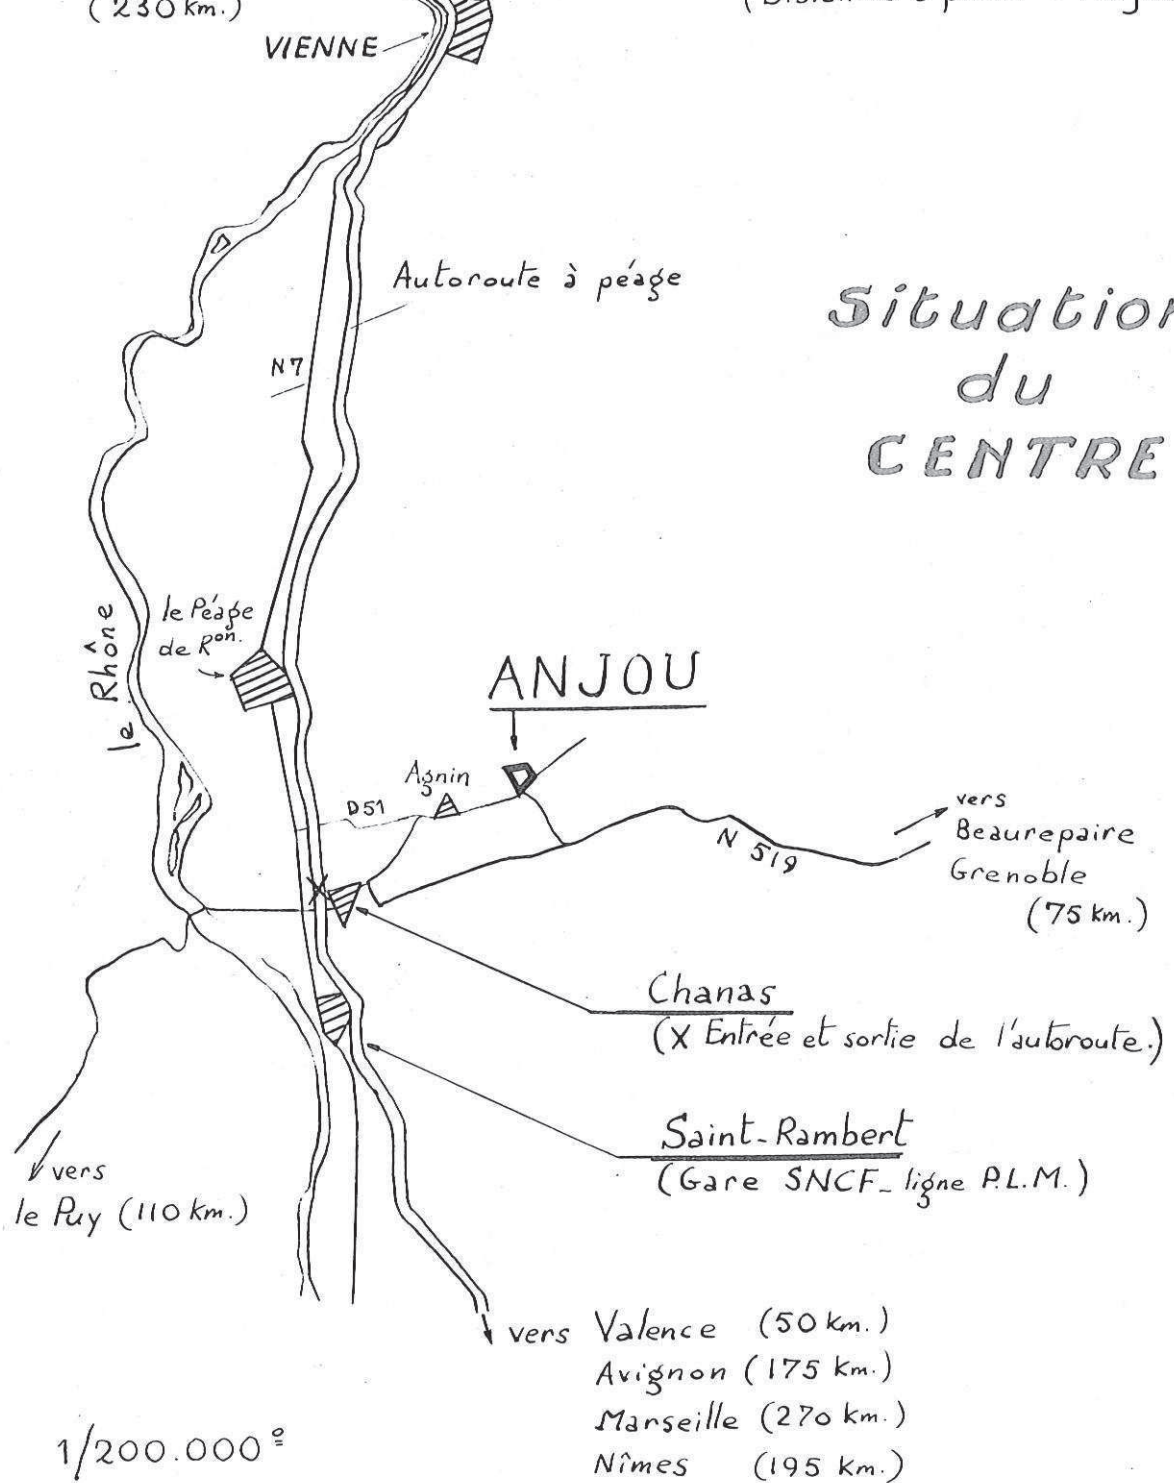 (230 km.)
VIENNE
Autoroute à péage
N7
Situation
du
CENTRE
le Péage
de Rᵒⁿ.
le Rhône
ANJOU
Agnin
D51
N 519
vers
Beaurepaire
Grenoble
(75 km.)
Chanas
(X Entrée et sortie de l'autoroute.)
Saint-Rambert
(Gare SNCF_ ligne P.L.M.)
vers
le Puy (110 km.)
vers Valence (50 km.)
Avignon (175 km.)
Marseille (270 km.)
Nîmes (195 km.)
1/200.000ᵉ